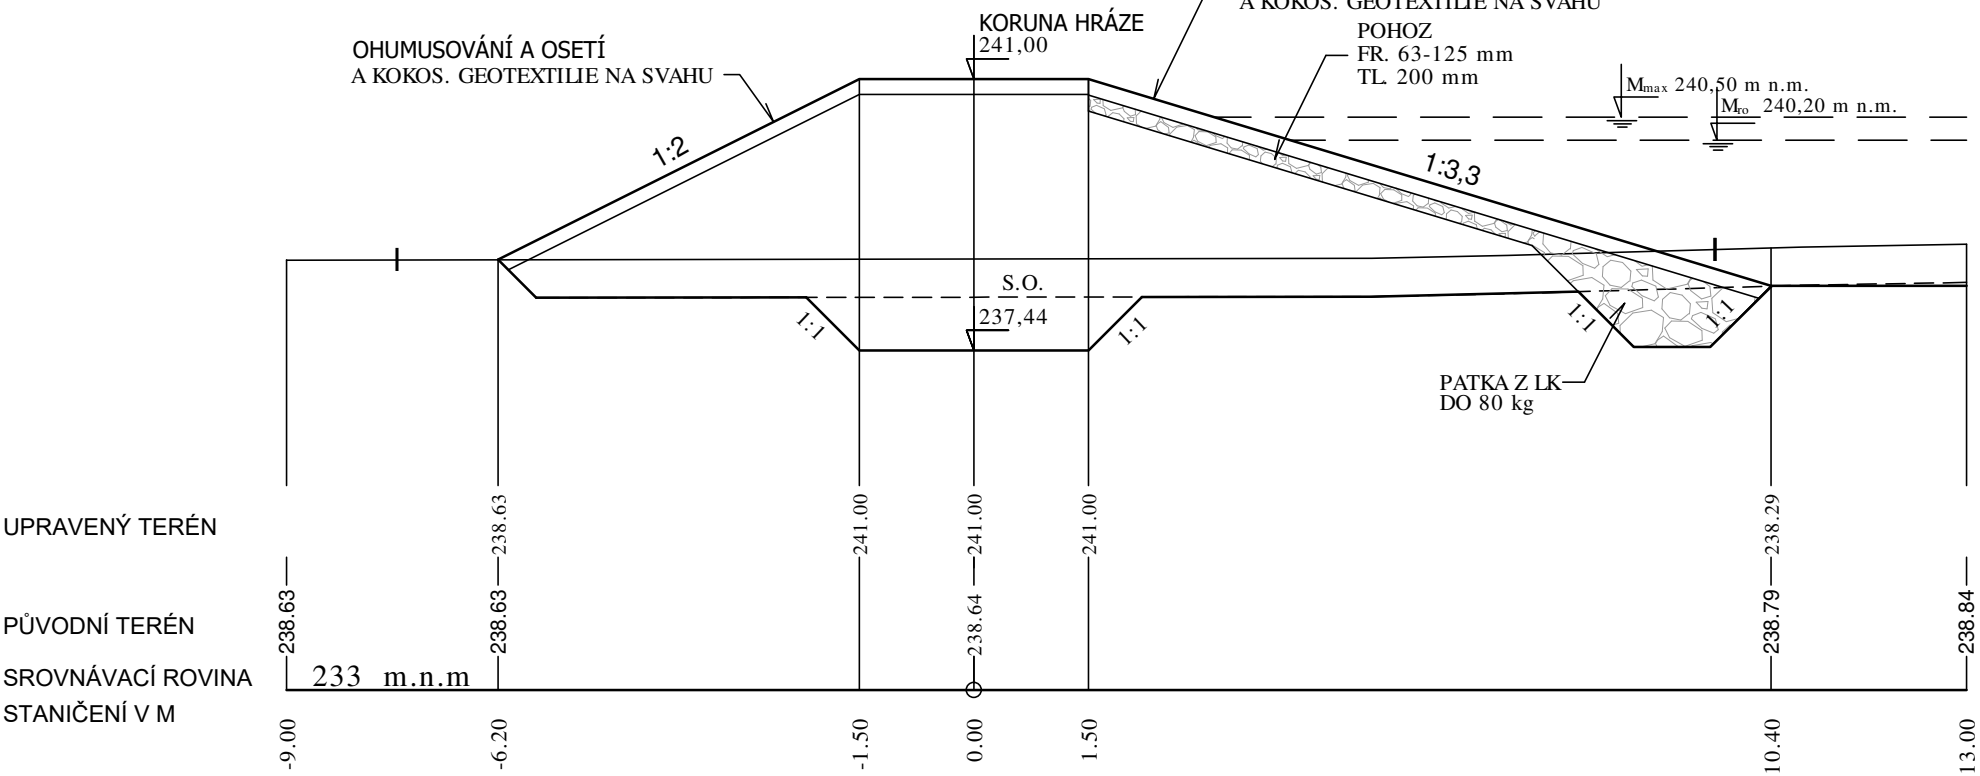 A KOKOS. GEOTEXTILIE NA SVAHU
KORUNA HRÁZE
241,00
OHUMUSOVÁNÍ A OSETÍ
A KOKOS. GEOTEXTILIE NA SVAHU
POHOZ
FR. 63-125 mm
TL. 200 mm
Mmax 240,50 m n.m.
Mro 240,20 m n.m.
1:2
1:3,3
S.O.
237,44
1:1
1:1
1:1
1:1
PATKA Z LK
DO 80 kg
UPRAVENÝ TERÉN
238.63
241.00
241.00
241.00
238.29
PŮVODNÍ TERÉN
238.63
238.63
238.64
238.79
238.84
SROVNÁVACÍ ROVINA
233 m.n.m
STANIČENÍ V M
-9.00
-6.20
-1.50
0.00
1.50
10.40
13.00